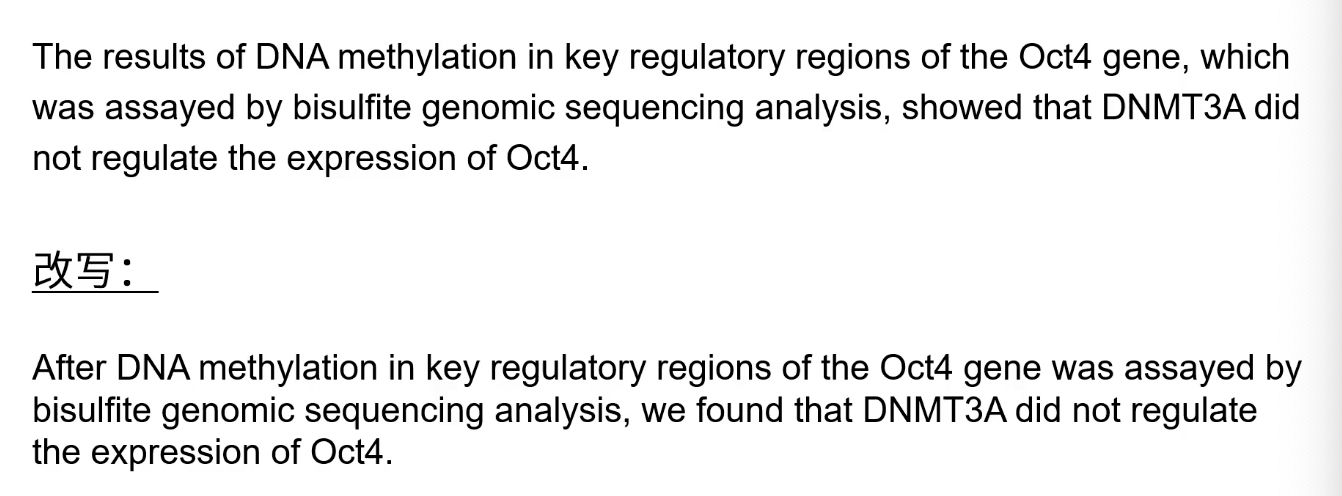 The results of DNA methylation in key regulatory regions of the Oct4 gene, which
was assayed by bisulfite genomic sequencing analysis, showed that DNMT3A did
not regulate the expression of Oct4.
改写：
After DNA methylation in key regulatory regions of the Oct4 gene was assayed by
bisulfite genomic sequencing analysis, we found that DNMT3A did not regulate
the expression of Oct4.